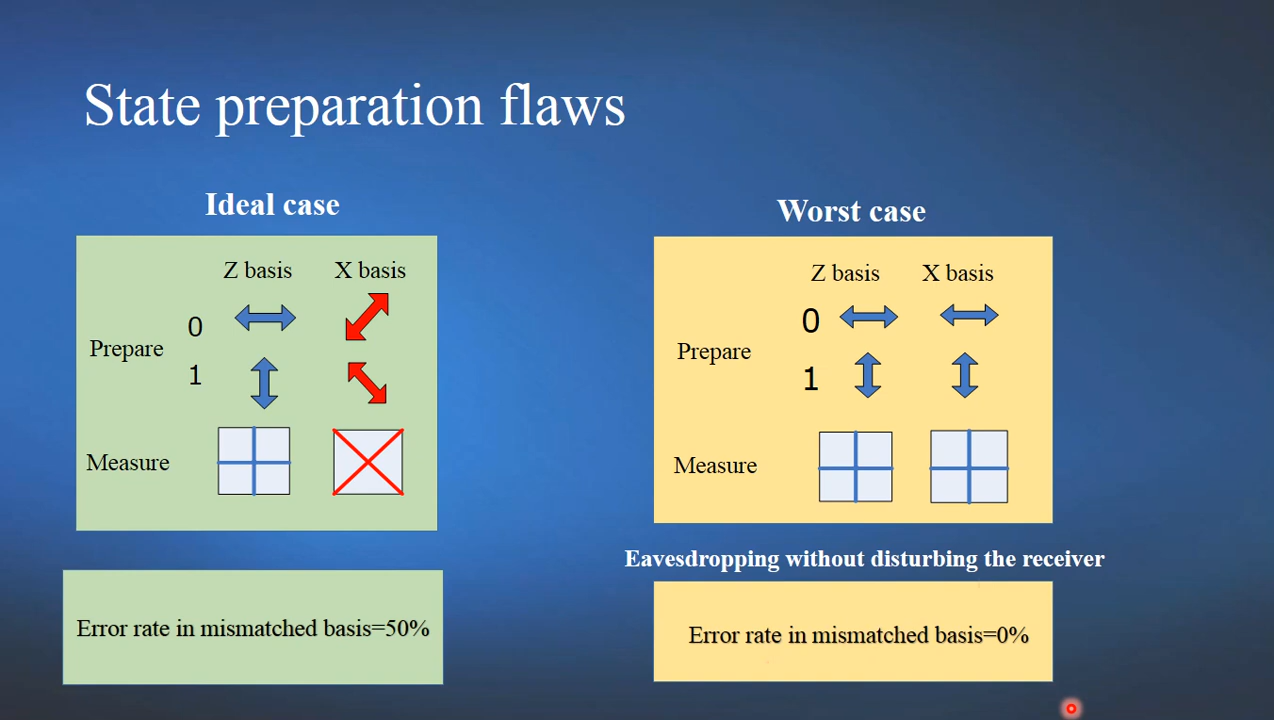 State preparation flaws
Ideal case
Z basis X basis
Prepare
0
1
Measure
Error rate in mismatched basis=50%
Worst case
Z basis X basis
Prepare
0
1
Measure
Eavesdropping without disturbing the receiver
Error rate in mismatched basis=0%